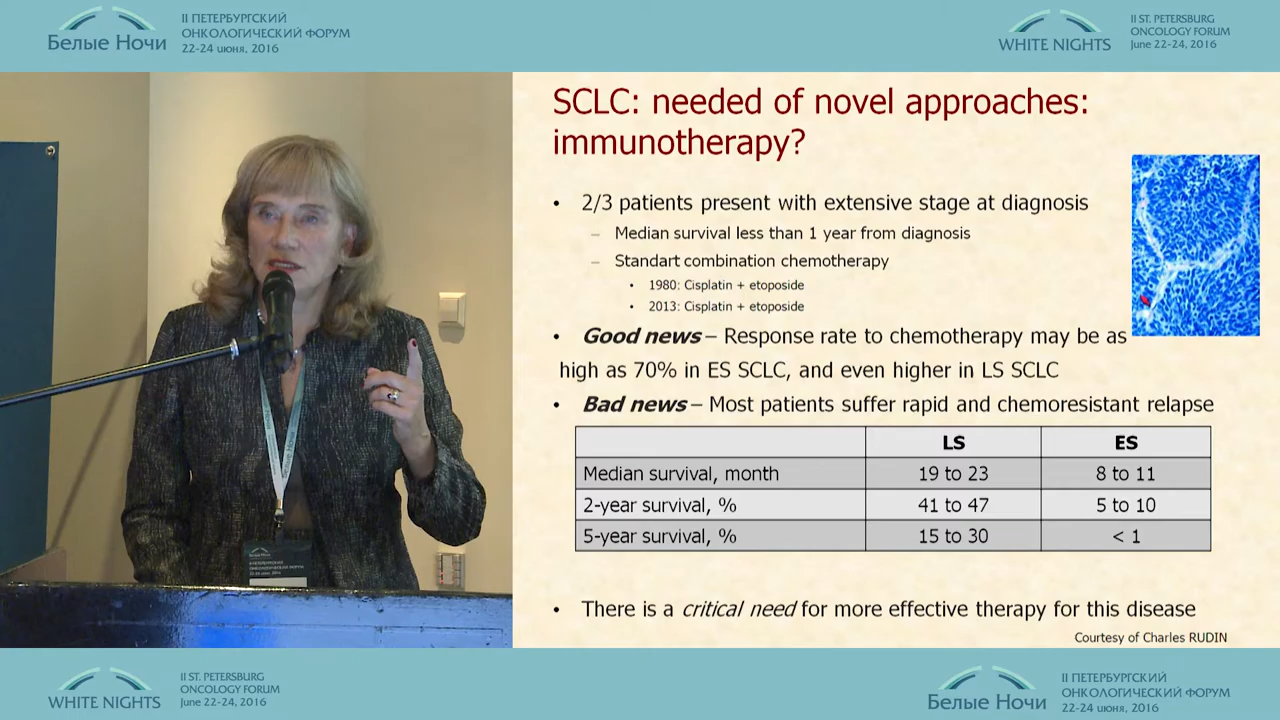 II ПЕТЕРБУРГСКИЙ
ОНКОЛОГИЧЕСКИЙ ФОРУМ
22-24 июня, 2016
Белые Ночи
WHITE NIGHTS
II ST. PETERSBURG
ONCOLOGY FORUM
June 22-24, 2016
SCLC: needed of novel approaches:
immunotherapy?
• 2/3 patients present with extensive stage at diagnosis
– Median survival less than 1 year from diagnosis
– Standart combination chemotherapy
• 1980: Cisplatin + etoposide
• 2013: Cisplatin + etoposide
• Good news – Response rate to chemotherapy may be as
high as 70% in ES SCLC, and even higher in LS SCLC
• Bad news – Most patients suffer rapid and chemoresistant relapse
LS ES
Median survival, month 19 to 23 8 to 11
2-year survival, % 41 to 47 5 to 10
5-year survival, % 15 to 30 < 1
• There is a critical need for more effective therapy for this disease
Courtesy of Charles RUDIN
WHITE NIGHTS
II ST. PETERSBURG
ONCOLOGY FORUM
June 22-24, 2016
Белые Ночи
II ПЕТЕРБУРГСКИЙ
ОНКОЛОГИЧЕСКИЙ ФОРУМ
22-24 июня, 2016